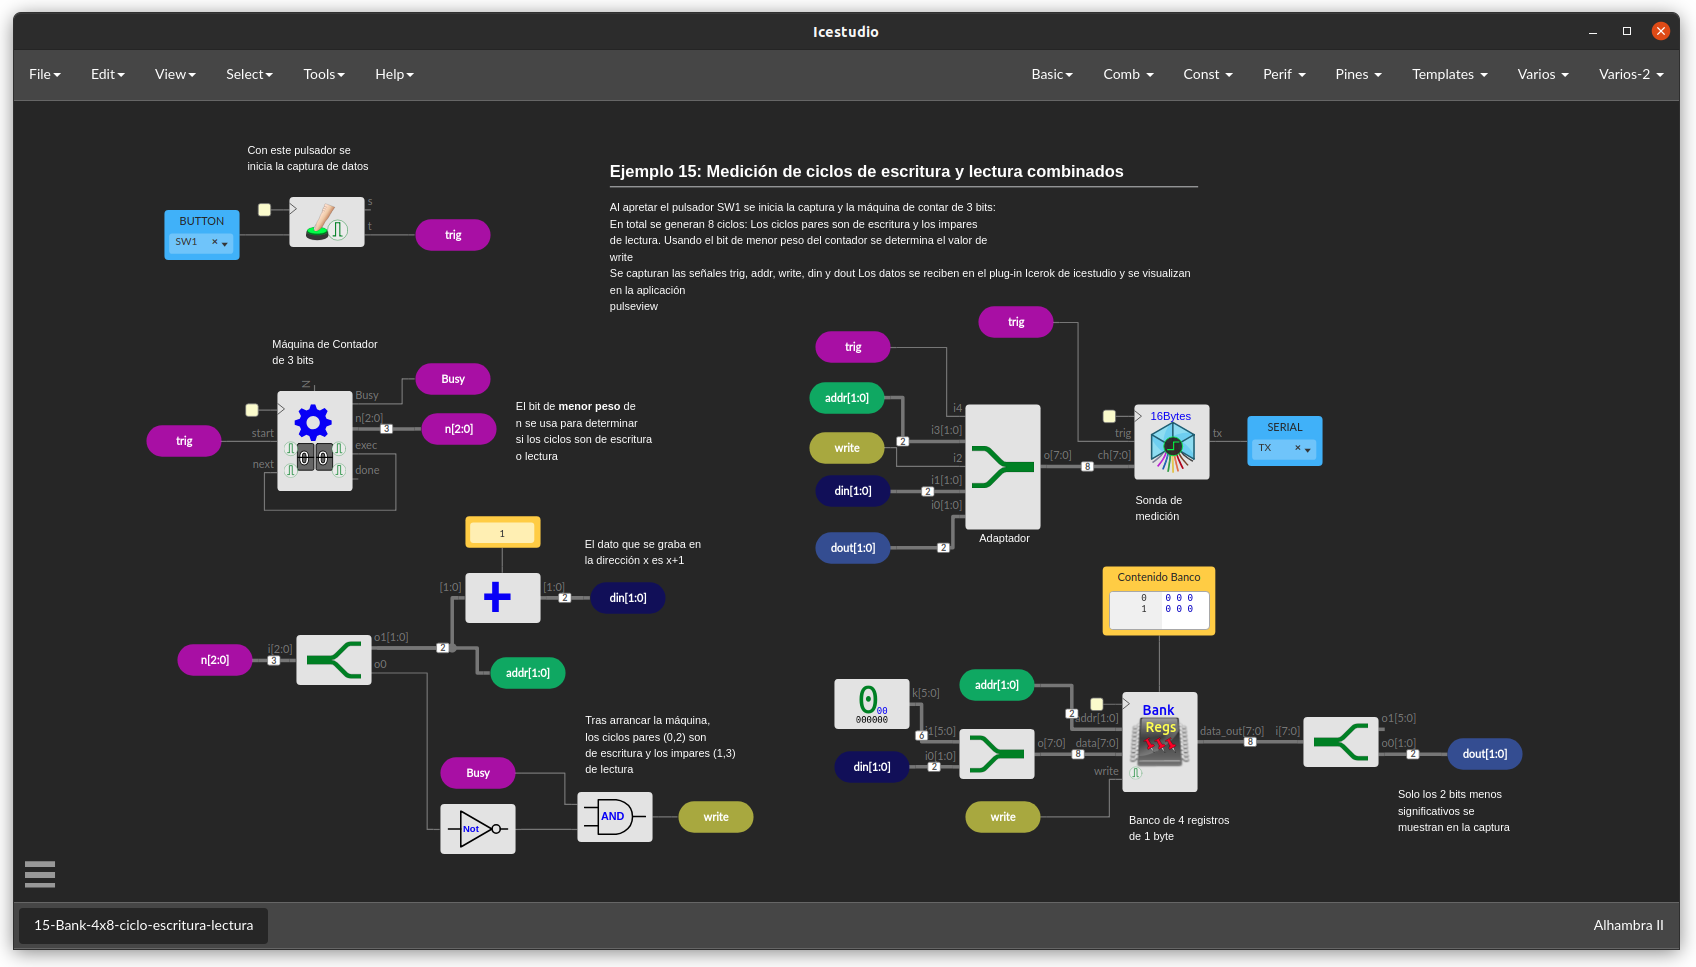 Icestudio
File Edit View Select Tools Help Basic Comb Const Perif Pines Templates Varios Varios-2
Con este pulsador se
inicia la captura de datos
BUTTON
SW1 ×
s
t
trig
Ejemplo 15: Medición de ciclos de escritura y lectura combinados
Al apretar el pulsador SW1 se inicia la captura y la máquina de contar de 3 bits:
En total se generan 8 ciclos: Los ciclos pares son de escritura y los impares
de lectura. Usando el bit de menor peso del contador se determina el valor de
write
Se capturan las señales trig, addr, write, din y dout Los datos se reciben en el plug-in Icerok de icestudio y se visualizan
en la aplicación
pulseview
Máquina de Contador
de 3 bits
N
trig
start
next
0 0
Busy
n[2:0]
exec
done
3
Busy
n[2:0]
El bit de menor peso de
n se usa para determinar
si los ciclos son de escritura
o lectura
trig
trig
addr[1:0]
write
din[1:0]
dout[1:0]
2
2
2
i4
i3[1:0]
i2
i1[1:0]
i0[1:0]
Adaptador
o[7:0]
8
ch[7:0]
trig
16Bytes
tx
SERIAL
TX ×
Sonda de
medición
1
El dato que se graba en
la dirección x es x+1
[1:0]
[1:0]
2
din[1:0]
n[2:0]
3
i[2:0]
o1[1:0]
o0
2
addr[1:0]
Tras arrancar la máquina,
los ciclos pares (0,2) son
de escritura y los impares (1,3)
de lectura
Busy
Not
AND
write
Contenido Banco
0 0 0 0
1 0 0 0
0
00
000000
k[5:0]
6
din[1:0]
2
i1[5:0]
i0[1:0]
o[7:0]
8
addr[1:0]
2
addr[1:0]
data[7:0]
write
write
Bank
Regs
data_out[7:0]
8
i[7:0]
o1[5:0]
o0[1:0]
2
dout[1:0]
Banco de 4 registros
de 1 byte
Solo los 2 bits menos
significativos se
muestran en la captura
15-Bank-4x8-ciclo-escritura-lectura
Alhambra II